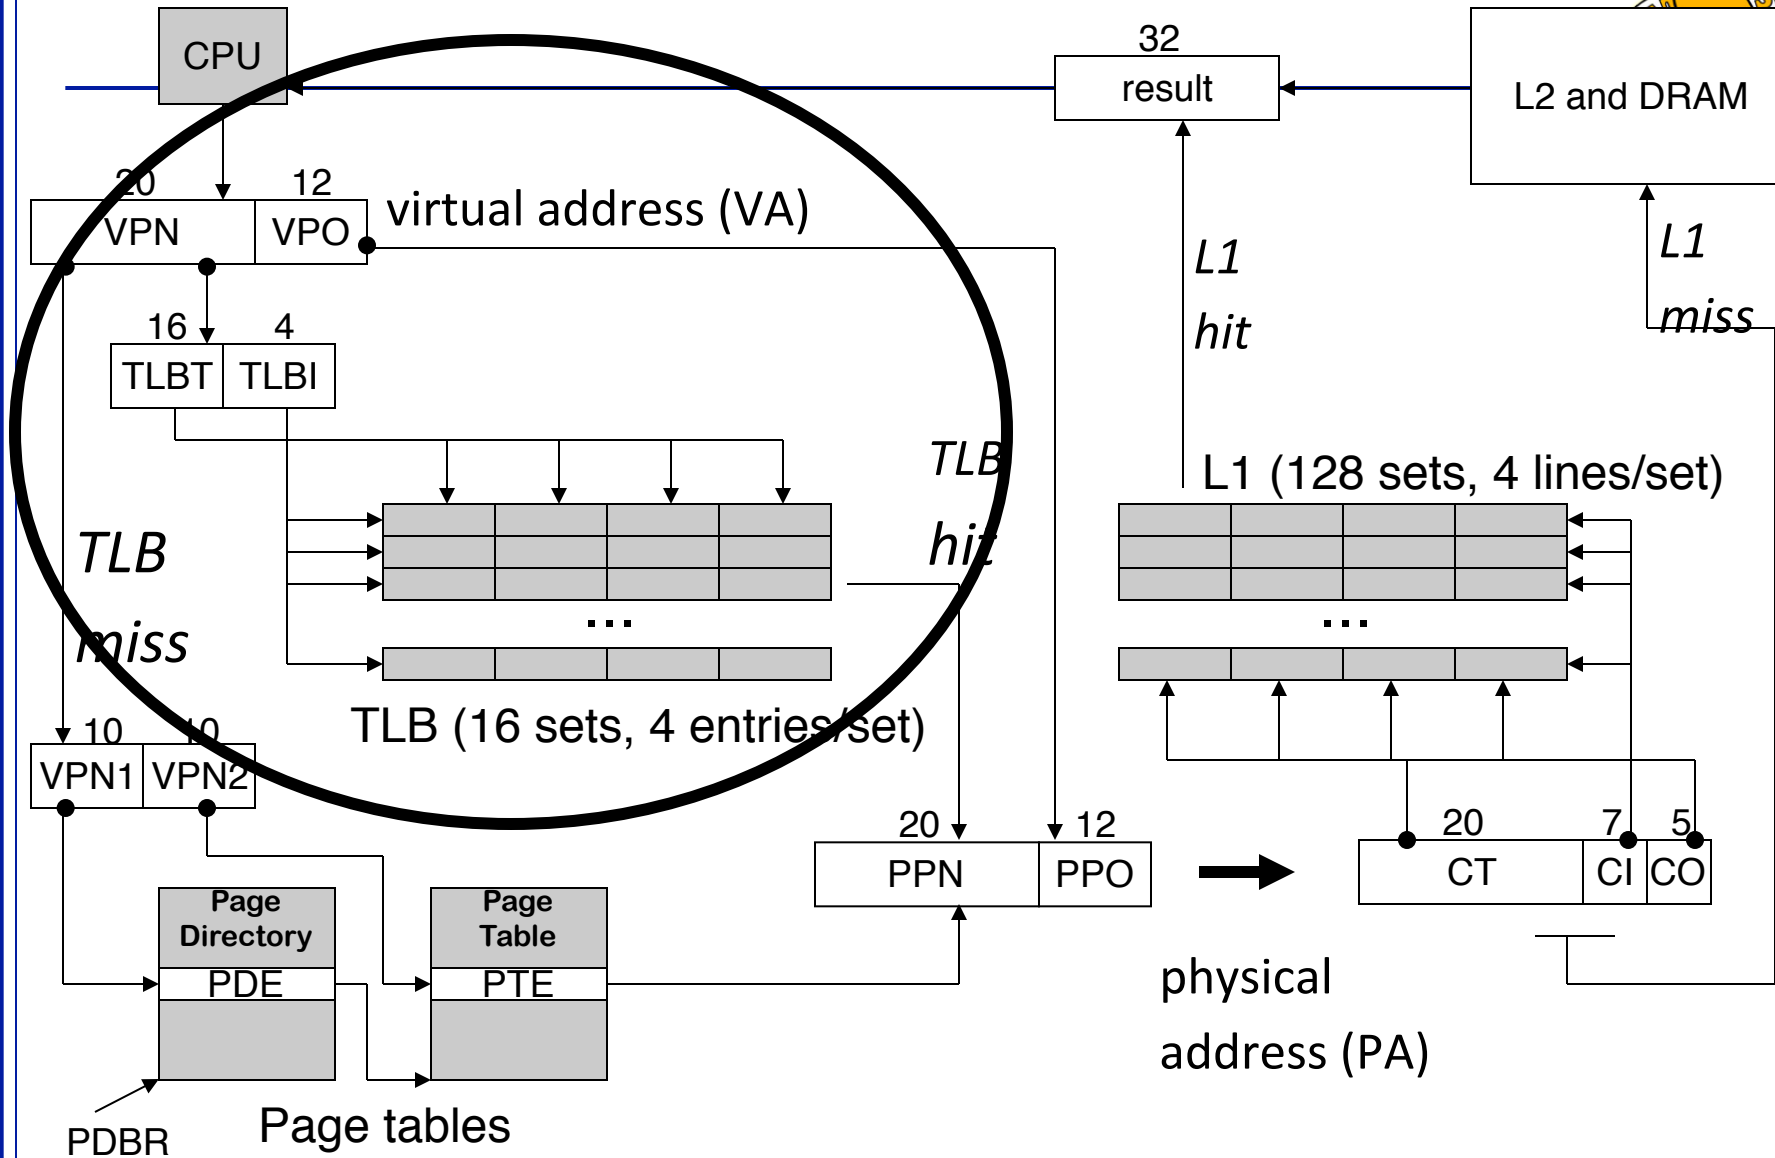 CPU
32
result
L2 and DRAM
20
12
VPN
VPO
virtual address (VA)
L1
hit
L1
miss
16
4
TLBT
TLBI
TLB
hit
L1 (128 sets, 4 lines/set)
TLB
miss
...
...
TLB (16 sets, 4 entries/set)
10
10
VPN1
VPN2
20
12
PPN
PPO
20
7
5
CT
CI
CO
Page
Directory
PDE
Page
Table
PTE
physical
address (PA)
PDBR
Page tables